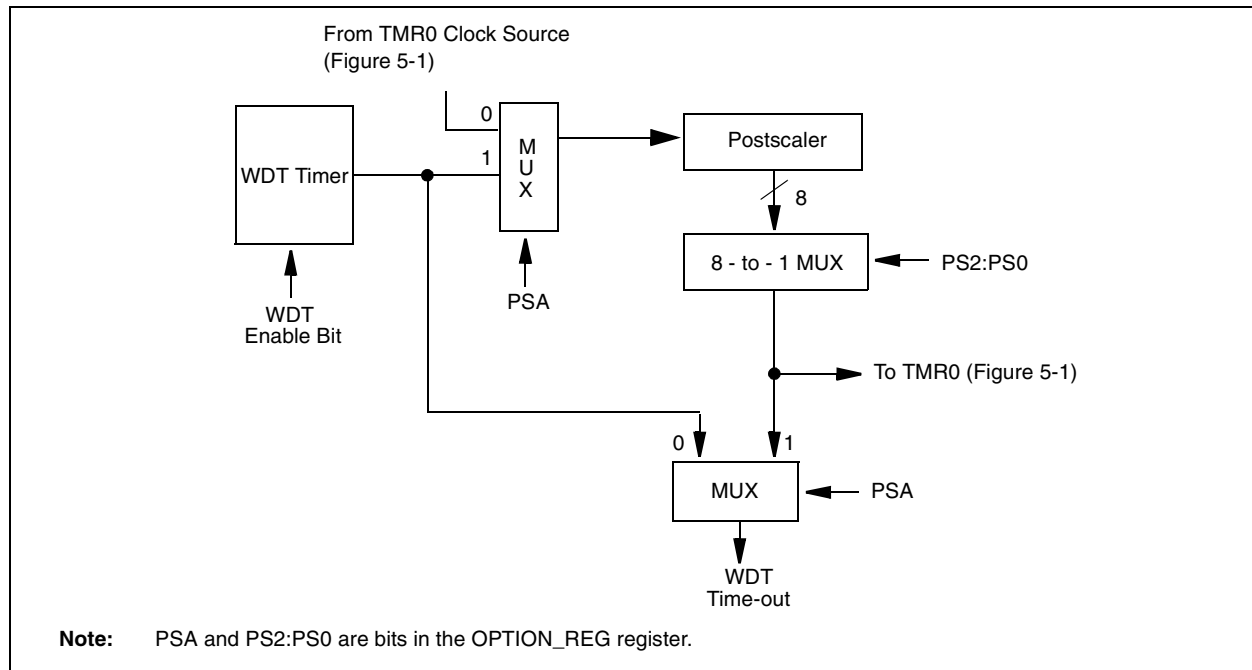 From TMR0 Clock Source
(Figure 5-1)
0
1
M
U
X
WDT Timer
Postscaler
8
8 - to - 1 MUX
PS2:PS0
PSA
WDT
Enable Bit
To TMR0 (Figure 5-1)
0
1
MUX
PSA
WDT
Time-out
Note: PSA and PS2:PS0 are bits in the OPTION_REG register.